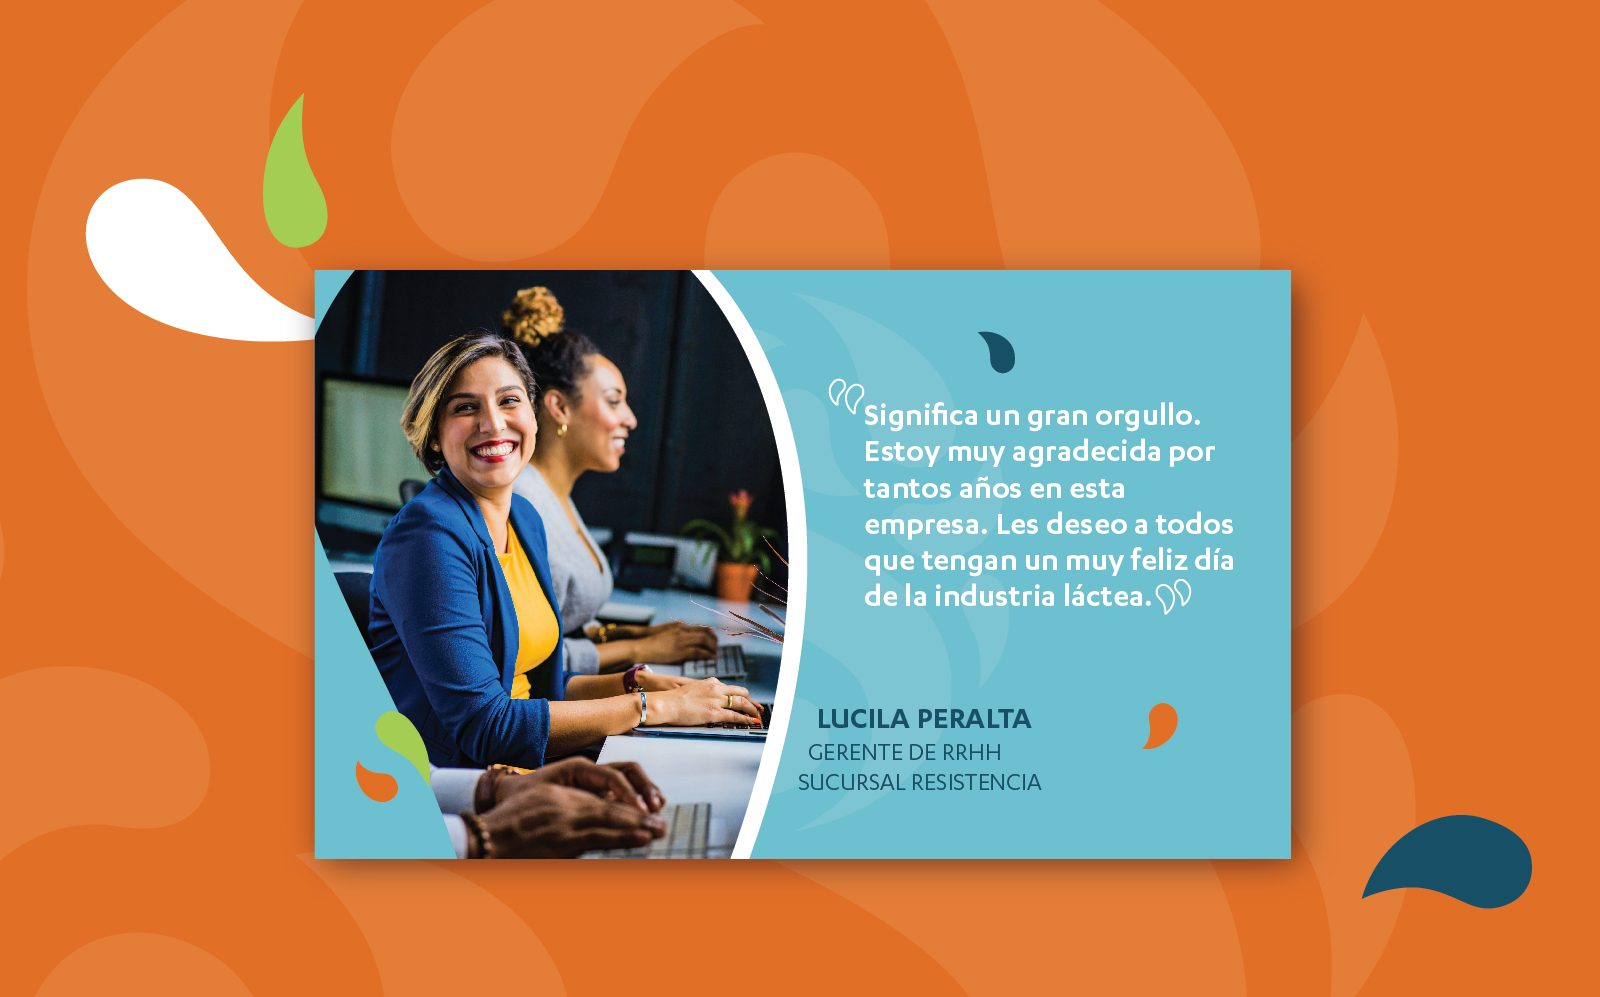 Significa un gran orgullo.
Estoy muy agradecida por
tantos años en esta
empresa. Les deseo a todos
que tengan un muy feliz día
de la industria láctea.
LUCILA PERALTA
GERENTE DE RRHH
SUCURSAL RESISTENCIA